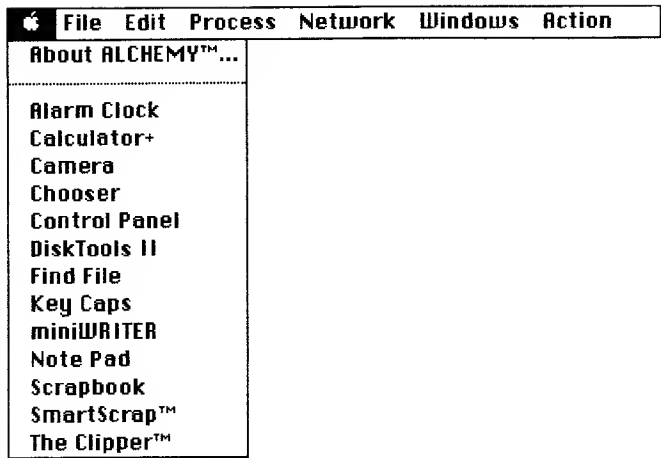 File Edit Process Network Windows Action
About ALCHEMY™...
Alarm Clock
Calculator+
Camera
Chooser
Control Panel
DiskTools II
Find File
Key Caps
miniWRITER
Note Pad
Scrapbook
SmartScrap™
The Clipper™